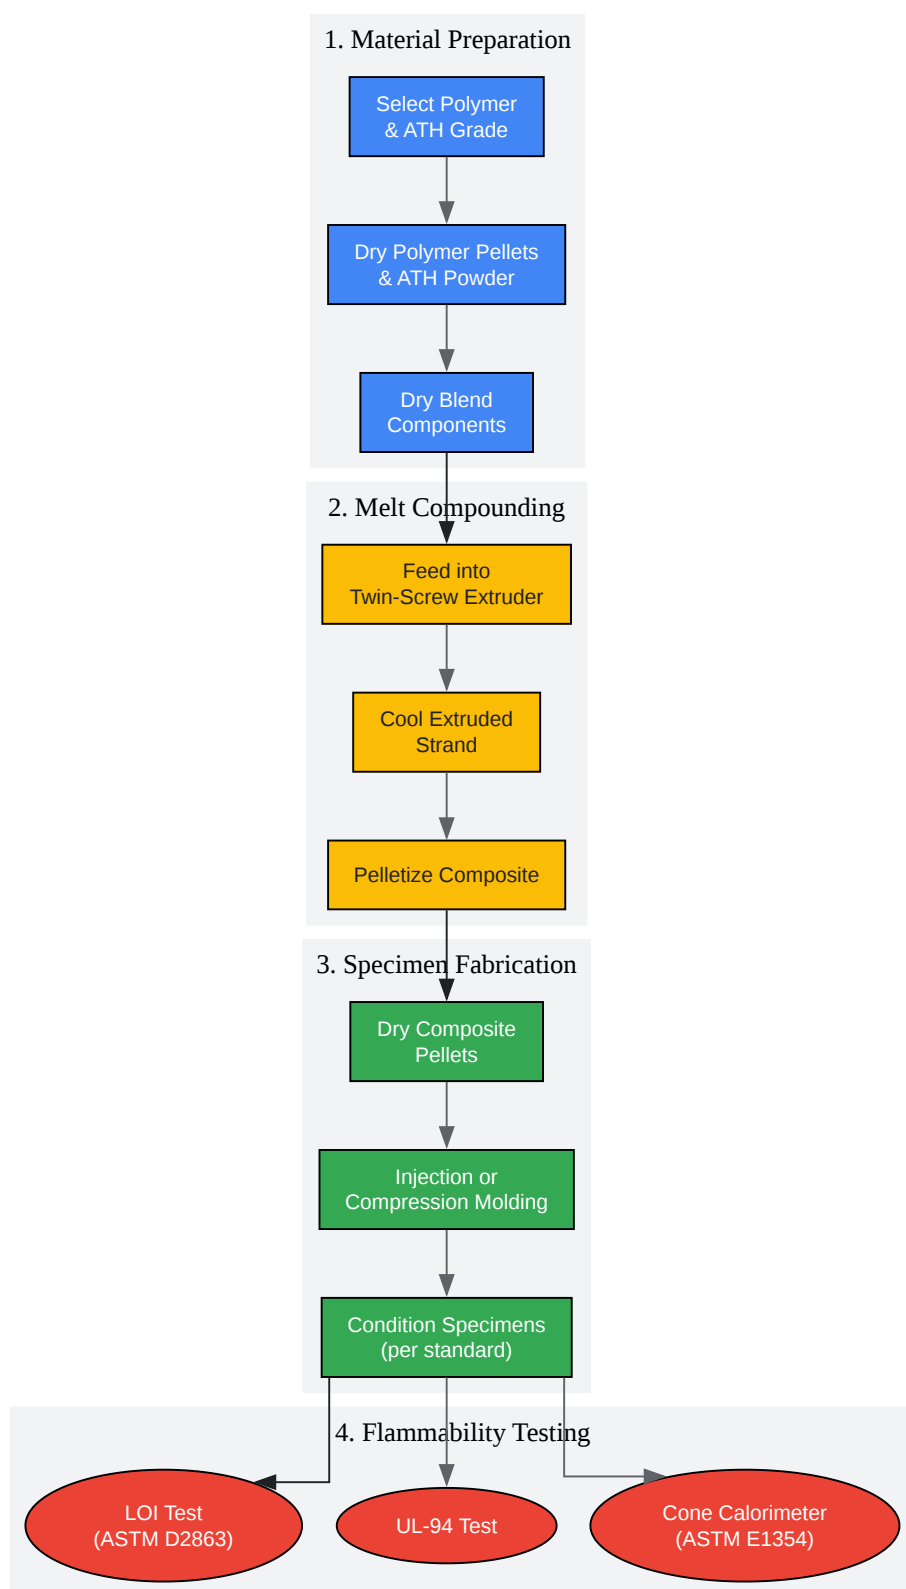 1. Material Preparation
Select Polymer
& ATH Grade
Dry Polymer Pellets
& ATH Powder
Dry Blend
Components
2. Melt Compounding
Feed into
Twin-Screw Extruder
Cool Extruded
Strand
Pelletize Composite
3. Specimen Fabrication
Dry Composite
Pellets
Injection or
Compression Molding
Condition Specimens
(per standard)
4. Flammability Testing
LOI Test
(ASTM D2863)
UL-94 Test
Cone Calorimeter
(ASTM E1354)